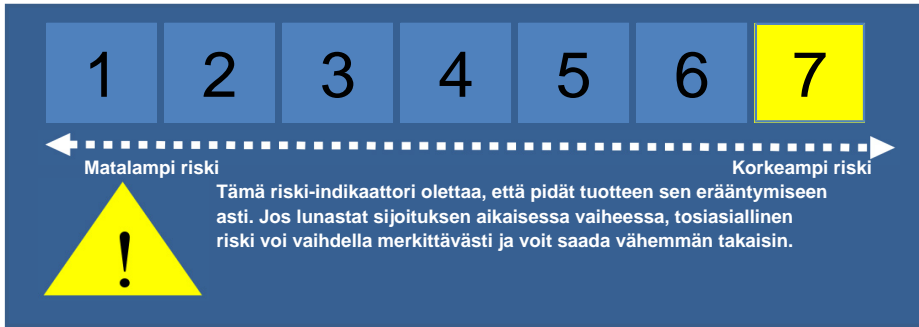 1 2 3 4 5 6 7
Matalampi riski Korkeampi riski
Tämä riski-indikaattori olettaa, että pidät tuotteen sen erääntymiseen
asti. Jos lunastat sijoituksen aikaisessa vaiheessa, tosiasiallinen
riski voi vaihdella merkittävästi ja voit saada vähemmän takaisin.
!